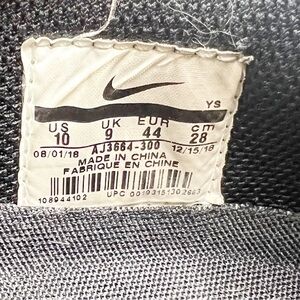 YS
US UK EUR cm
10 9 44 28
08/01/18 AJ3664-300 12/15/18
MADE IN CHINA
FABRIQUE EN CHINE
108944102